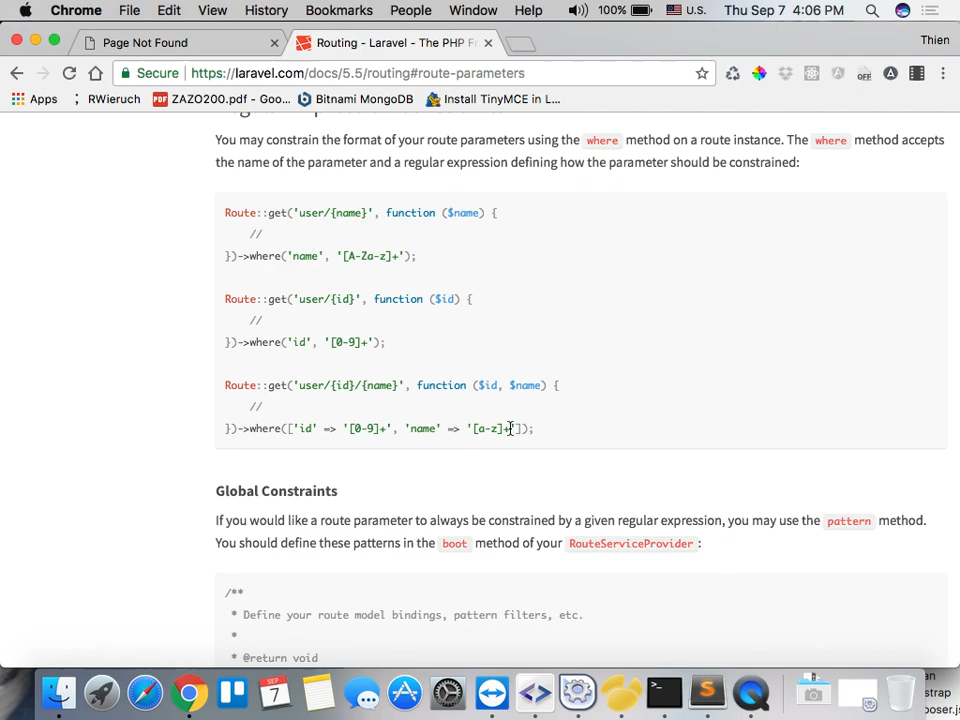 Chrome File Edit View History Bookmarks People Window Help 100% U.S. Thu Sep 7 4:06 PM
Page Not Found
Routing - Laravel - The PHP Fr
Thien
Secure https://laravel.com/docs/5.5/routing#route-parameters OFF
Apps RWieruch PDF ZAZO200.pdf - Goo... Bitnami MongoDB Install TinyMCE in L...
You may constrain the format of your route parameters using the where method on a route instance. The where method accepts
the name of the parameter and a regular expression defining how the parameter should be constrained:
Route::get('user/{name}', function ($name) {
//
})->where('name', '[A-Za-z]+');
Route::get('user/{id}', function ($id) {
//
})->where('id', '[0-9]+');
Route::get('user/{id}/{name}', function ($id, $name) {
//
})->where(['id' => '[0-9]+', 'name' => '[a-z]+']);
Global Constraints
If you would like a route parameter to always be constrained by a given regular expression, you may use the pattern method.
You should define these patterns in the boot method of your RouteServiceProvider:
/**
* Define your route model bindings, pattern filters, etc.
*
* @return void
SEP
7
an
strap
poser.js